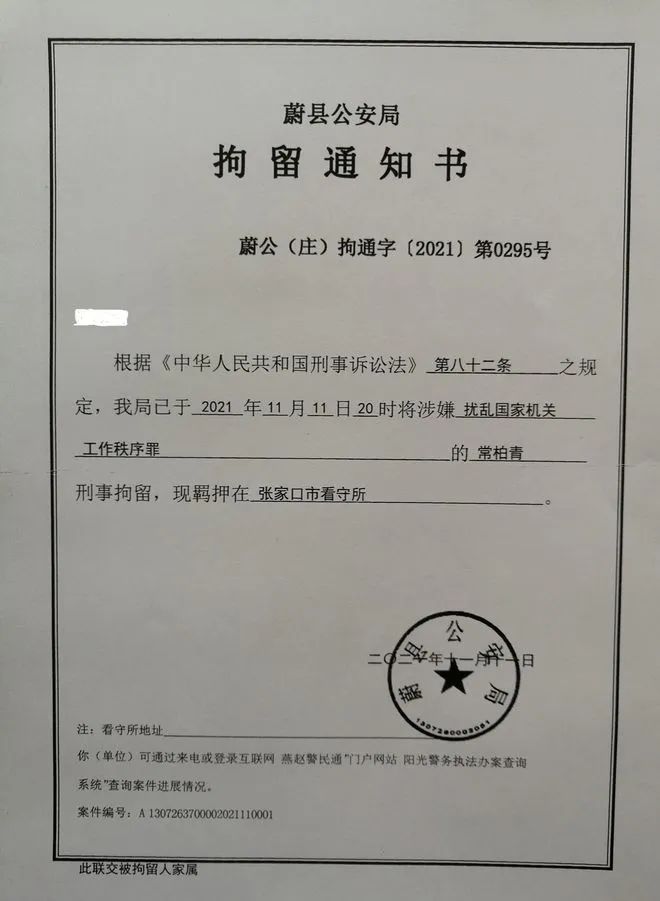 蔚县公安局
拘留通知书
蔚公（庄）拘通字〔2021〕第0295号
根据《中华人民共和国刑事诉讼法》第八十二条之规
定，我局已于2021年11月11日20时将涉嫌扰乱国家机关
工作秩序罪的常柏青
刑事拘留，现羁押在张家口市看守所。
蔚县公安局
二〇二一年十一月十一日
注：看守所地址
你（单位）可通过来电或登录互联网 燕赵警民通"门户网站 阳光警务执法办案查询
系统"查询案件进展情况。
案件编号：A 1307263700002021110001
此联交被拘留人家属